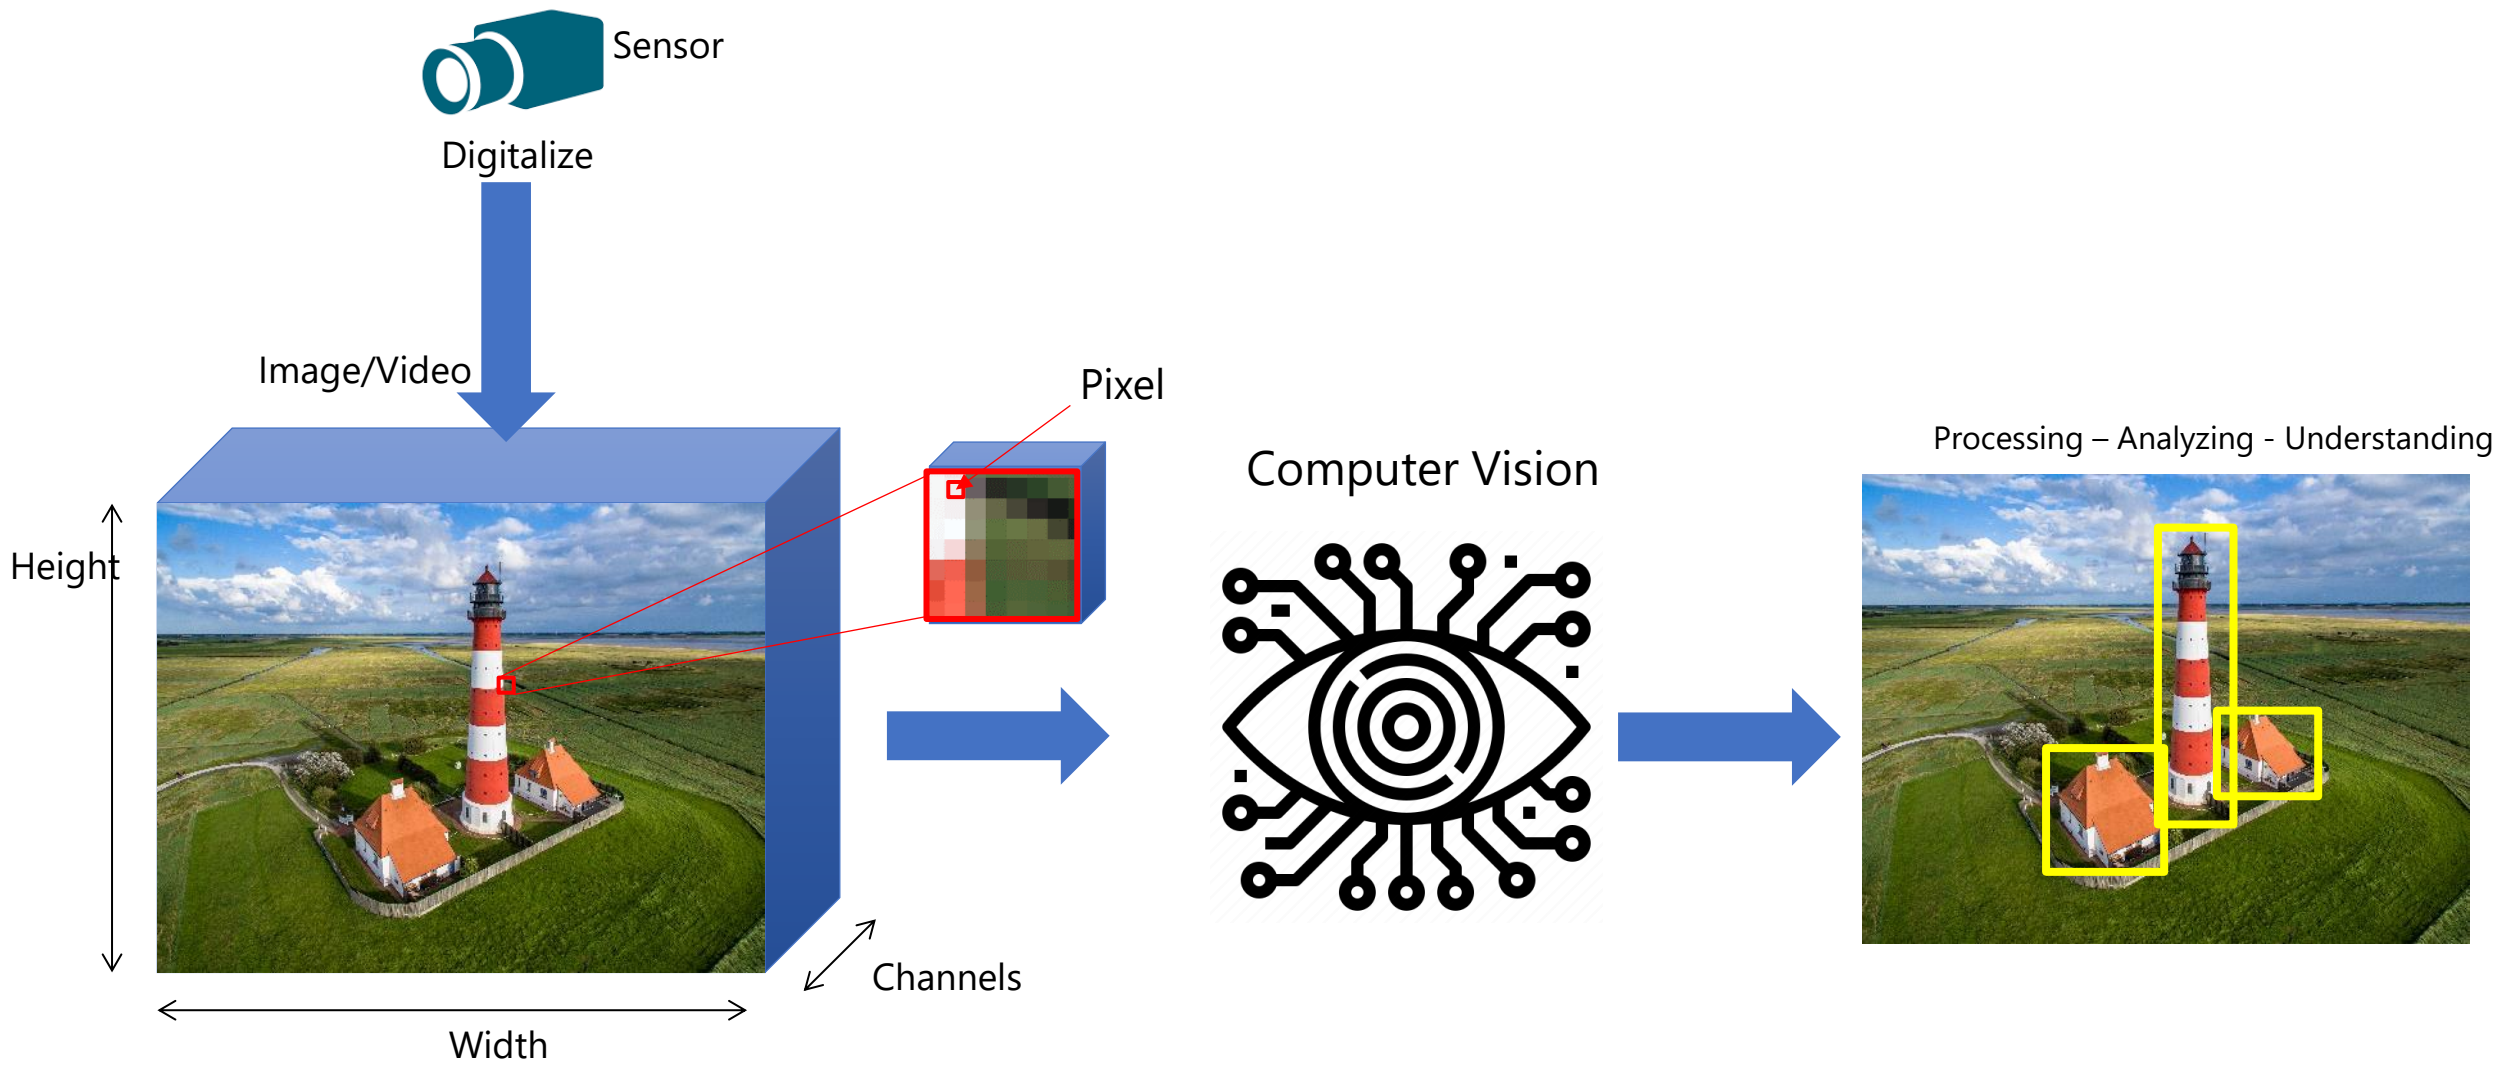 Sensor
Digitalize
Image/Video
Pixel
Processing – Analyzing - Understanding
Computer Vision
Height
Channels
Width